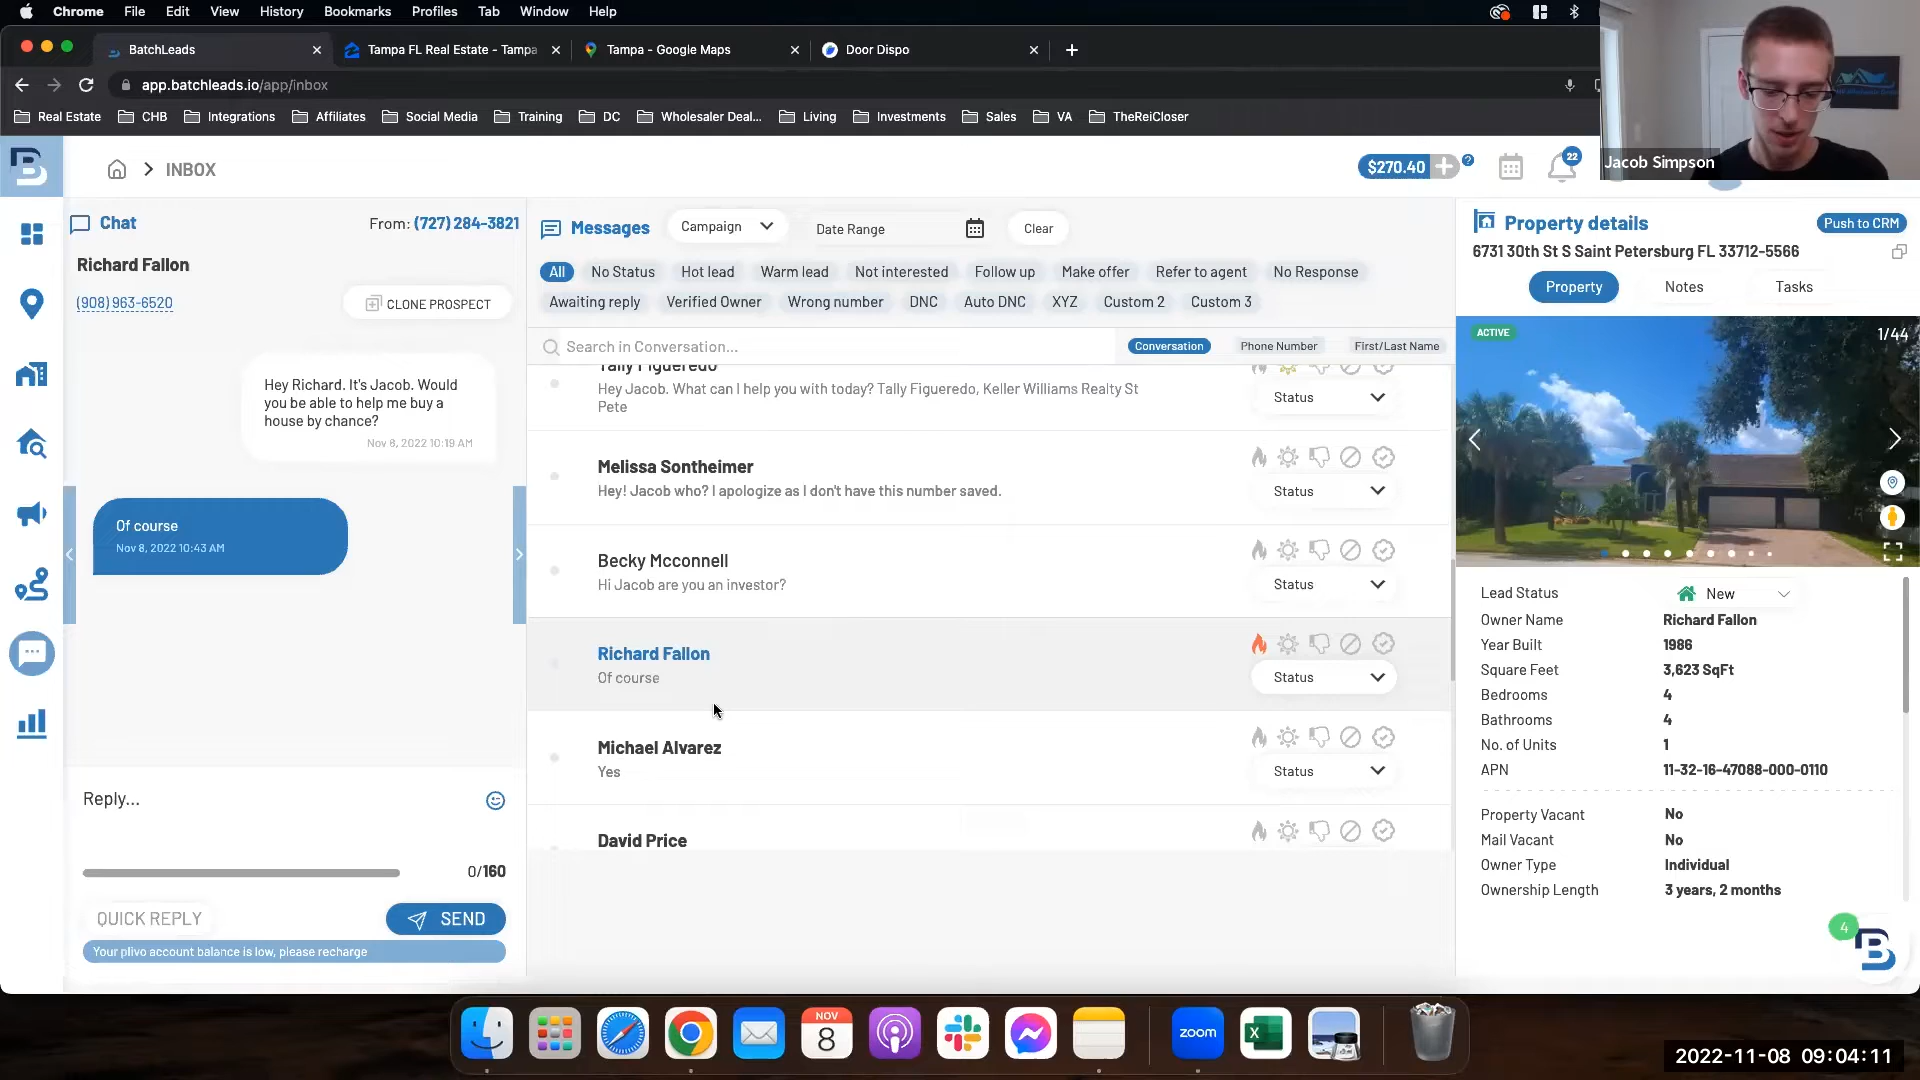 Chrome File Edit View History Bookmarks Profiles Tab Window Help
BatchLeads
Tampa FL Real Estate - Tampa
Tampa - Google Maps
Door Dispo
app.batchleads.io/app/inbox
Real Estate CHB Integrations Affiliates Social Media Training DC Wholesaler Deal... Living Investments Sales VA TheReiCloser
Jacob Simpson
INBOX
$270.40
22
Chat
From: (727) 284-3821
Richard Fallon
(908) 963-6520
CLONE PROSPECT
Hey Richard. It's Jacob. Would
you be able to help me buy a
house by chance?
Nov 8, 2022 10:19 AM
Of course
Nov 8, 2022 10:43 AM
Reply...
0/160
QUICK REPLY
SEND
Your plivo account balance is low, please recharge
Messages
Campaign
Date Range
Clear
All No Status Hot lead Warm lead Not interested Follow up Make offer Refer to agent No Response
Awaiting reply Verified Owner Wrong number DNC Auto DNC XYZ Custom 2 Custom 3
Search in Conversation...
Conversation Phone Number First/Last Name
Tally Figueredo
Hey Jacob. What can I help you with today? Tally Figueredo, Keller Williams Realty St
Pete
Status
Melissa Sontheimer
Hey! Jacob who? I apologize as I don't have this number saved.
Status
Becky Mcconnell
Hi Jacob are you an investor?
Status
Richard Fallon
Of course
Status
Michael Alvarez
Yes
Status
David Price
Property details
Push to CRM
6731 30th St S Saint Petersburg FL 33712-5566
Property Notes Tasks
ACTIVE
1/44
Lead Status New
Owner Name Richard Fallon
Year Built 1986
Square Feet 3,623 SqFt
Bedrooms 4
Bathrooms 4
No. of Units 1
APN 11-32-16-47088-000-0110
Property Vacant No
Mail Vacant No
Owner Type Individual
Ownership Length 3 years, 2 months
4
NOV
8
zoom
2022-11-08 09:04:11